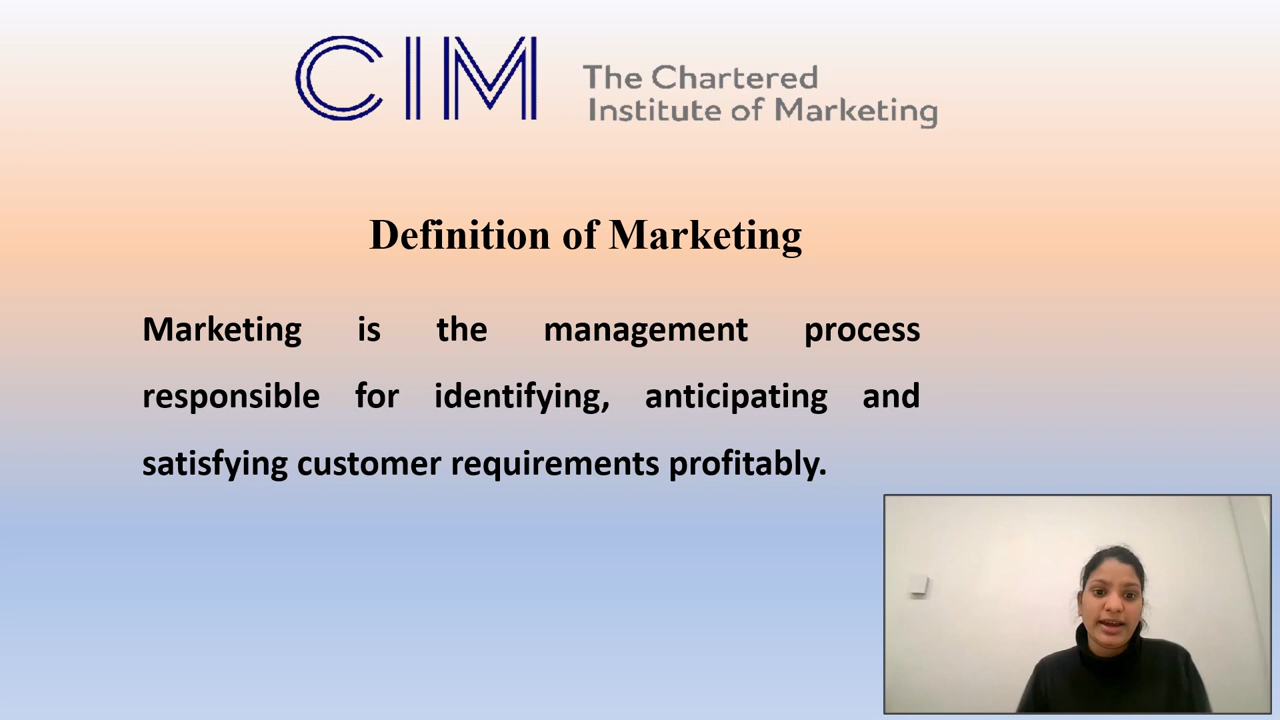 CIM
The Chartered
Institute of Marketing
Definition of Marketing
Marketing is the management process
responsible for identifying, anticipating and
satisfying customer requirements profitably.